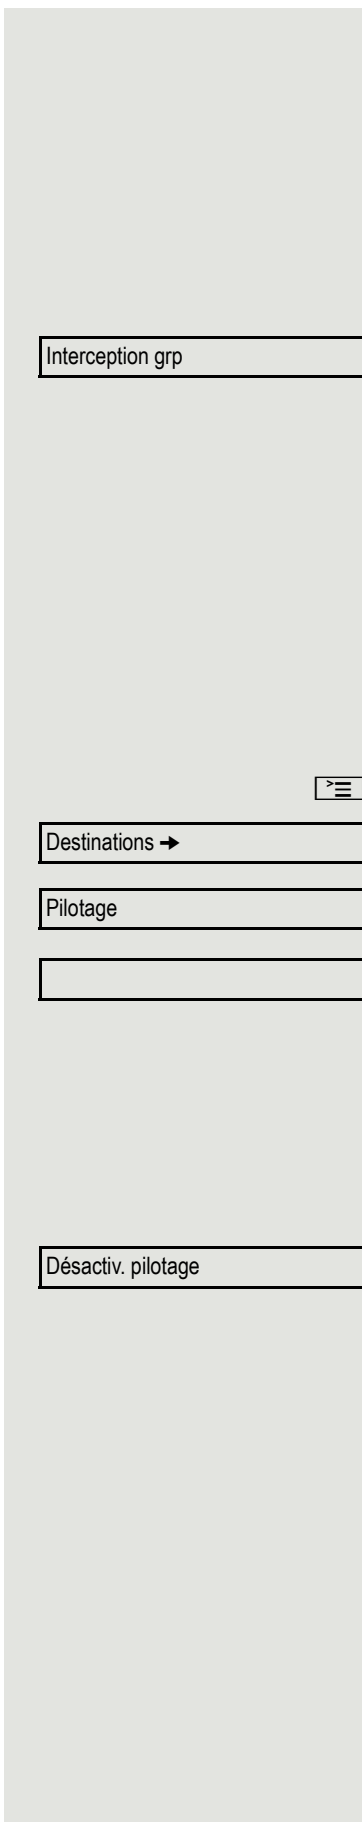 Interception grp
Destinations →
Pilotage
Désactiv. pilotage